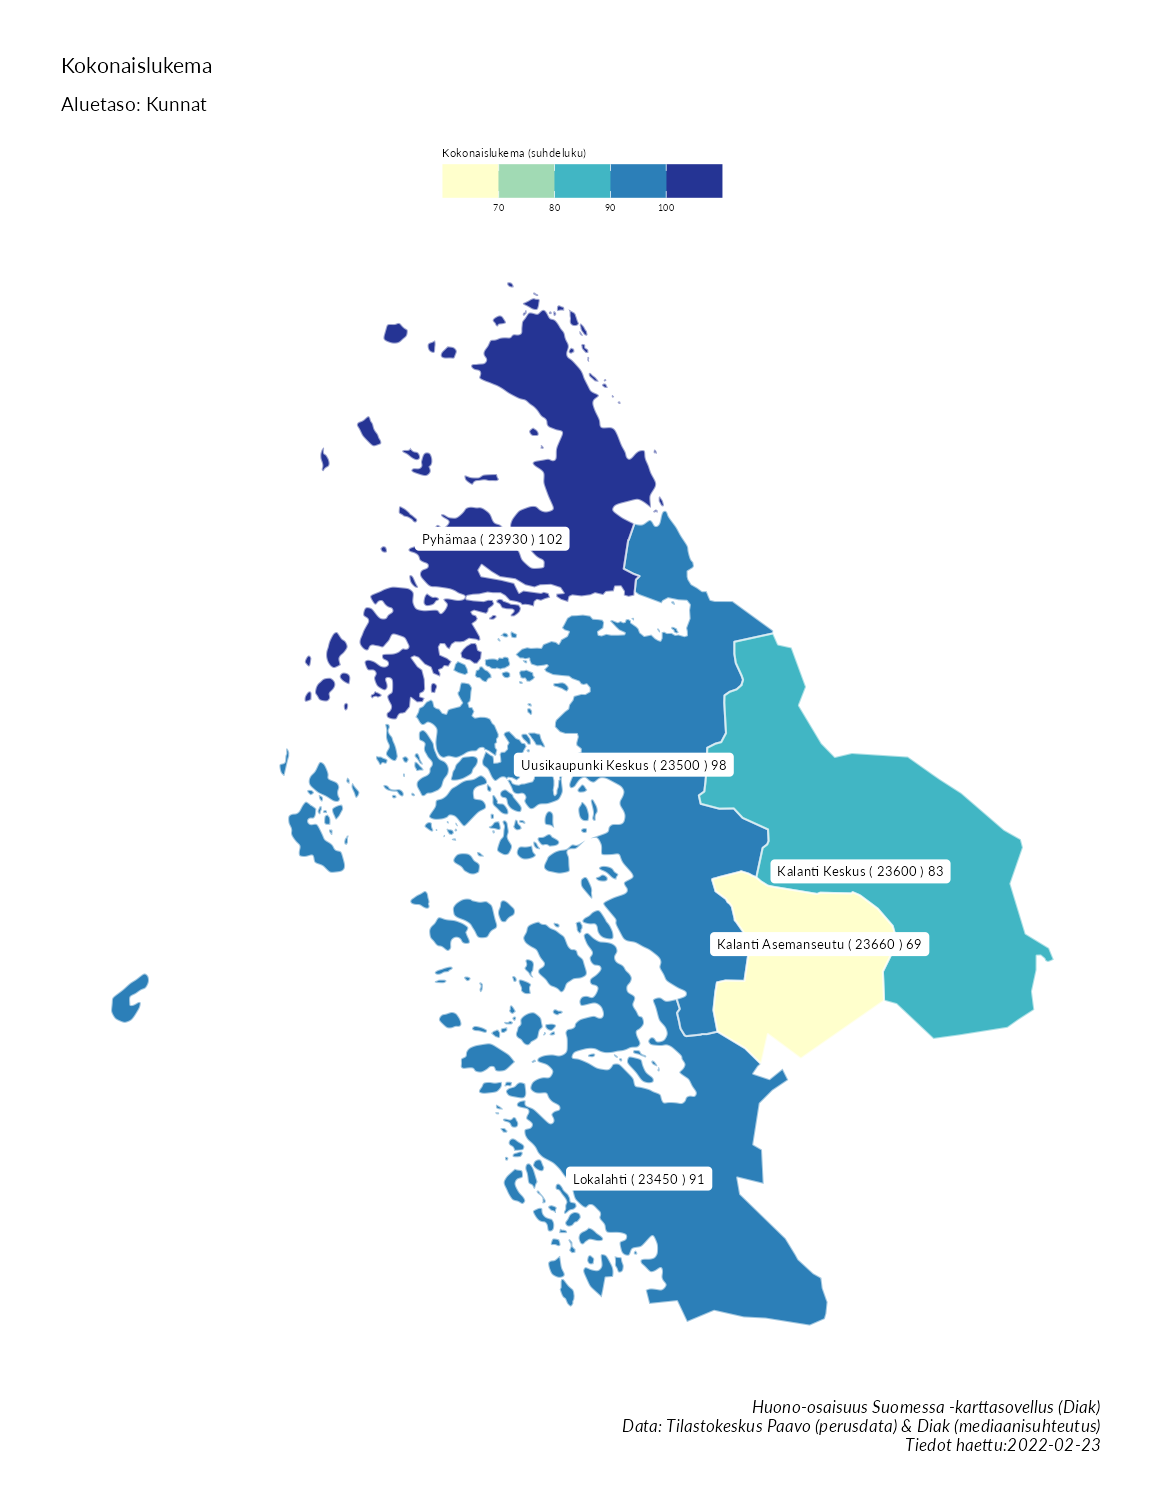 Kokonaislukema
Aluetaso: Kunnat
Kokonaislukema (suhdeluku)
70 80 90 100
Pyhämaa ( 23930 ) 102
Uusikaupunki Keskus ( 23500 ) 98
Kalanti Keskus ( 23600 ) 83
Kalanti Asemanseutu ( 23660 ) 69
Lokalahti ( 23450 ) 91
Huono-osaisuus Suomessa -karttasovellus (Diak)
Data: Tilastokeskus Paavo (perusdata) & Diak (mediaanisuhteutus)
Tiedot haettu:2022-02-23